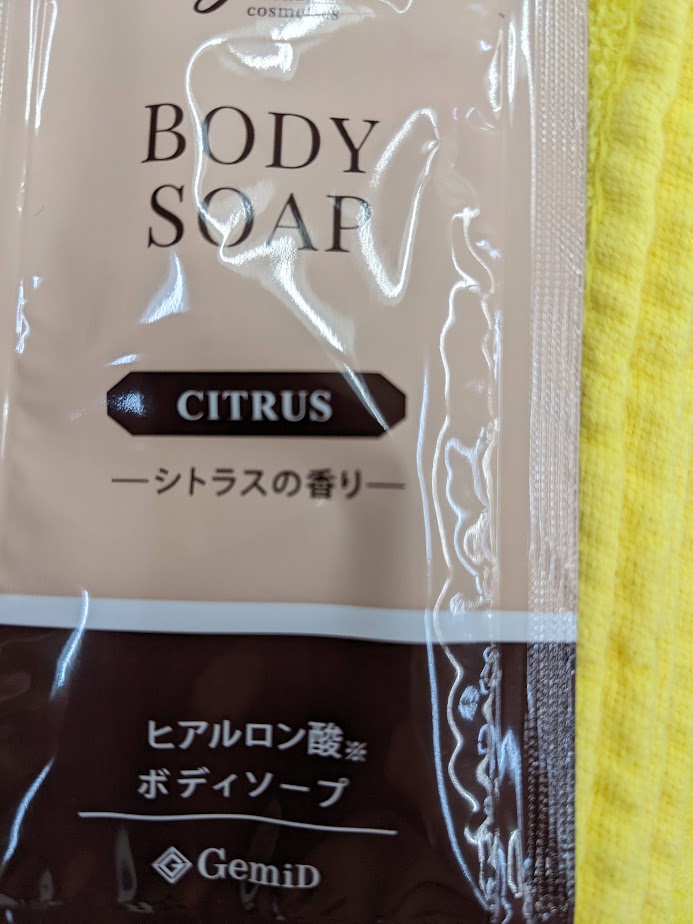 cosmetics
BODY
SOAP
CITRUS
—シトラスの香り—
ヒアルロン酸※
ボディソープ
GemiD